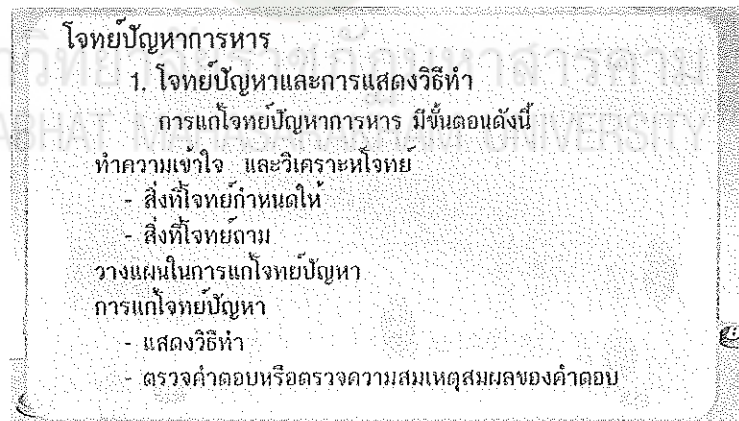 โจทย์ปัญหาการหาร
1. โจทย์ปัญหาและการแสดงวิธีทำ
การแก้โจทย์ปัญหาการหาร มีขั้นตอนดังนี้
ทำความเข้าใจ และวิเคราะห์โจทย์
- สิ่งที่โจทย์กำหนดให้
- สิ่งที่โจทย์ถาม
วางแผนในการแก้โจทย์ปัญหา
การแก้โจทย์ปัญหา
- แสดงวิธีทำ
- ตรวจคำตอบหรือตรวจความสมเหตุสมผลของคำตอบ